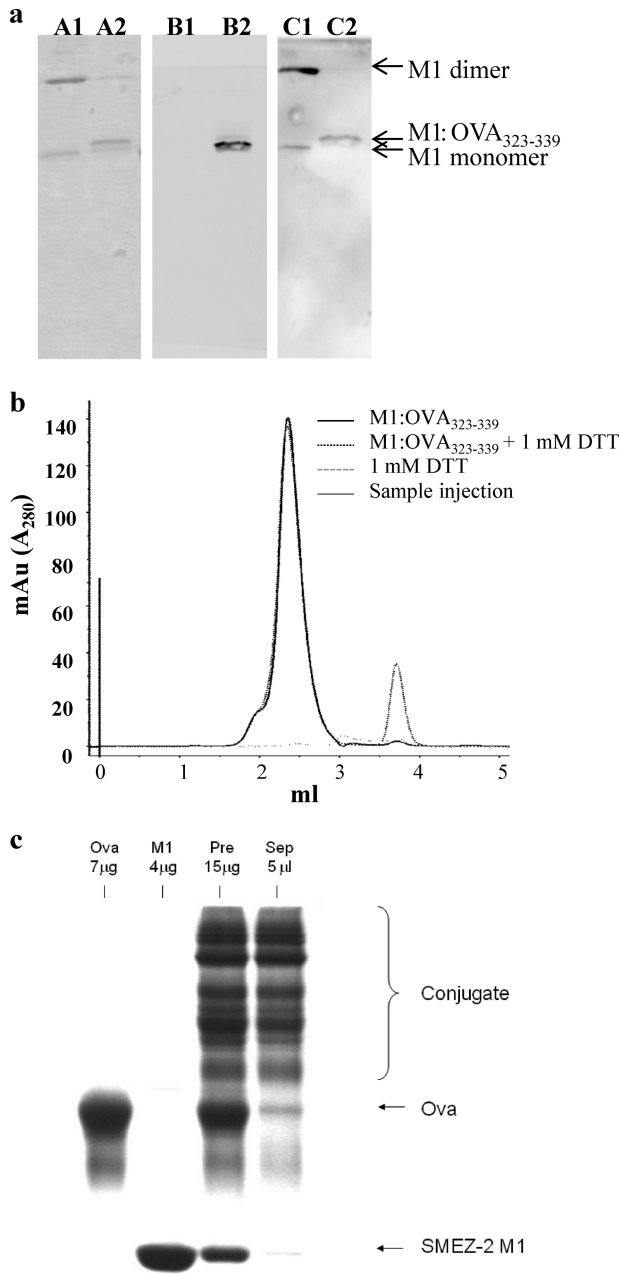 a
A1 A2 B1 B2 C1 C2
M1 dimer
M1: OVA323-339
M1 monomer
b
mAu (A280)
140
120
100
80
60
40
20
0
M1:OVA323-339
M1:OVA323-339 + 1 mM DTT
1 mM DTT
Sample injection
0 1 2 3 4 5
ml
c
Ova M1 Pre Sep
7µg 4µg 15µg 5 µl
Conjugate
Ova
SMEZ-2 M1